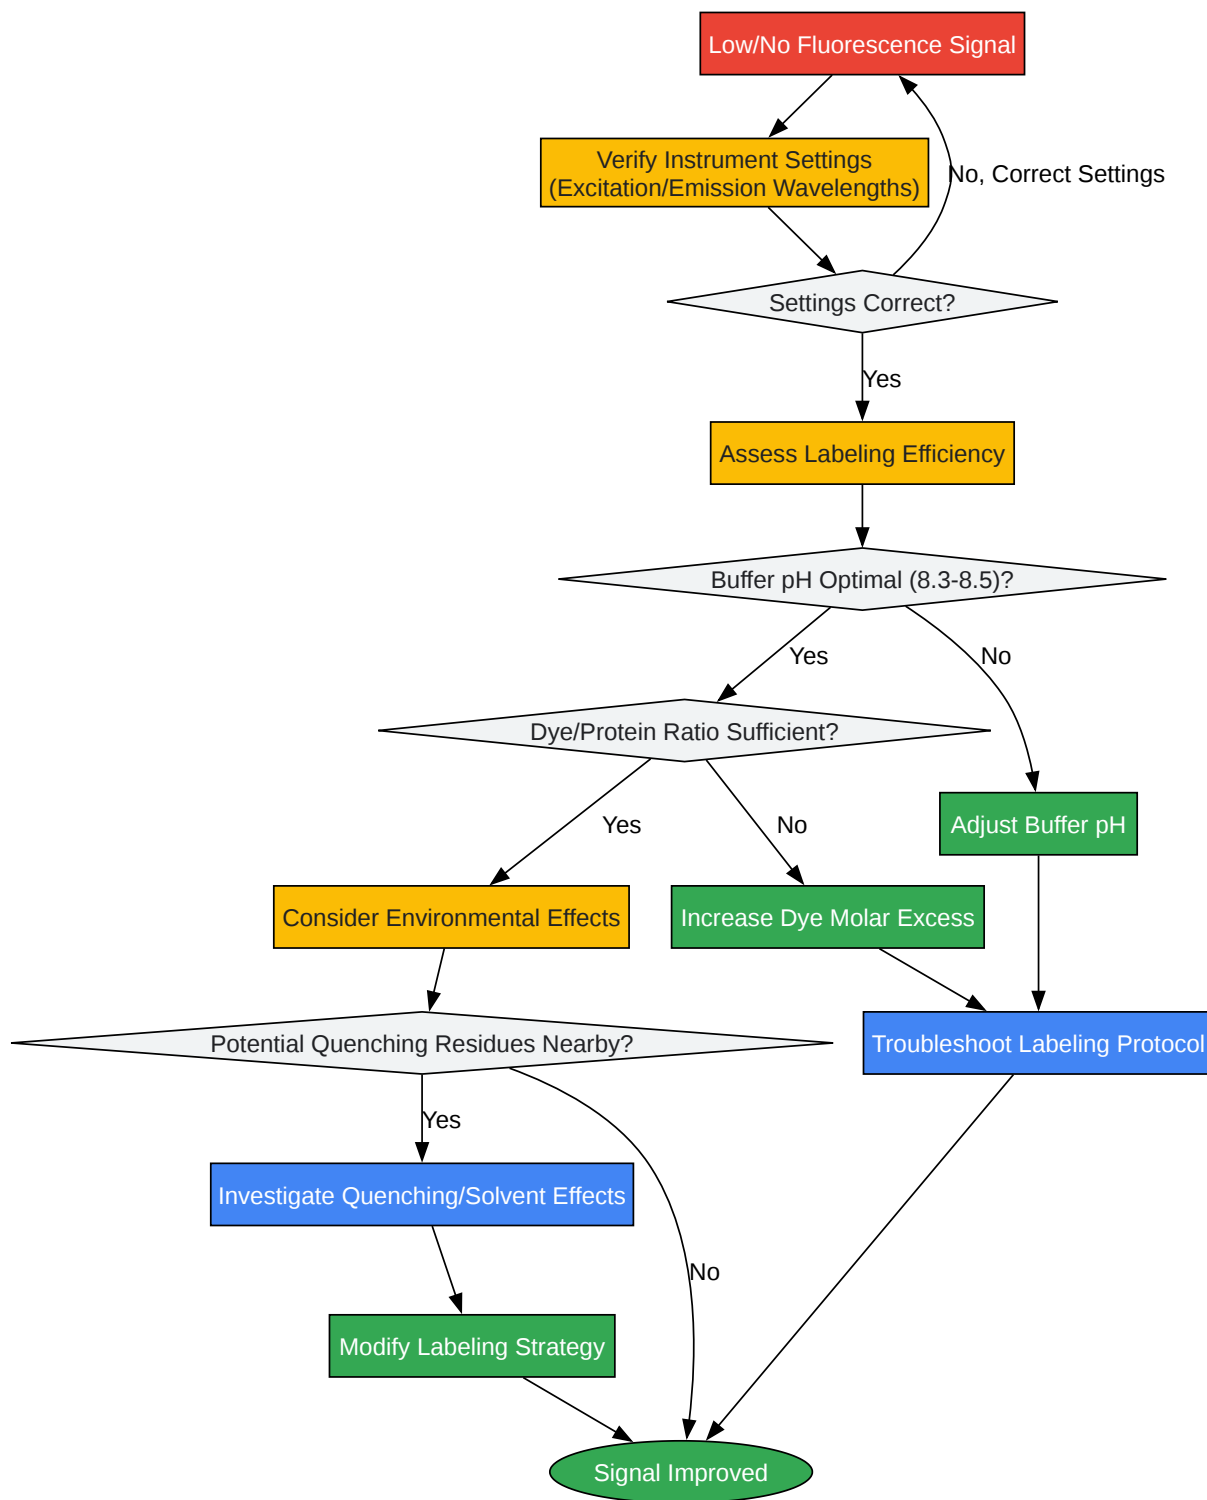 Low/No Fluorescence Signal
Verify Instrument Settings
(Excitation/Emission Wavelengths)
No, Correct Settings
Settings Correct?
Yes
Assess Labeling Efficiency
Buffer pH Optimal (8.3-8.5)?
Yes
No
Dye/Protein Ratio Sufficient?
Yes
No
Adjust Buffer pH
Consider Environmental Effects
Increase Dye Molar Excess
Potential Quenching Residues Nearby?
Troubleshoot Labeling Protocol
Yes
Investigate Quenching/Solvent Effects
No
Modify Labeling Strategy
Signal Improved